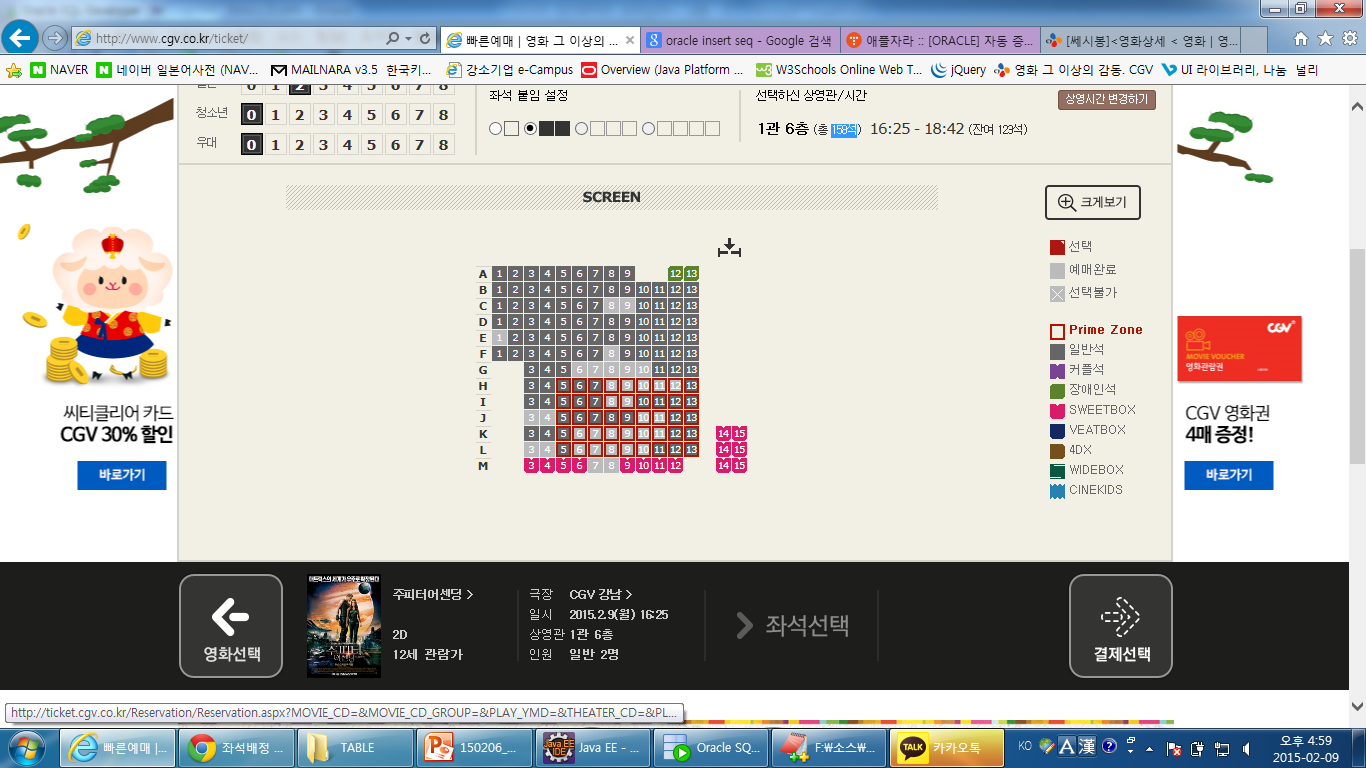 http://www.cgv.co.kr/ticket/
빠른예매 | 영화 그 이상의 ...
oracle insert seq - Google 검색
애플자라 :: [ORACLE] 자동 증...
[쎄시봉]<영화상세 < 영화 | 영...
NAVER
네이버 일본어사전 (NAV...
MAILNARA v3.5 한국키...
강소기업 e-Campus
Overview (Java Platform ...
W3Schools Online Web T...
jQuery
영화 그 이상의 감동. CGV
UI 라이브러리, 나눔 널리
0 1 2 3 4 5 6 7 8
청소년 0 1 2 3 4 5 6 7 8
우대 0 1 2 3 4 5 6 7 8
좌석 붙임 설정
선택하신 상영관/시간
상영시간 변경하기
1관 6층 (총 158석) 16:25 - 18:42 (잔여 123석)
SCREEN
크게보기
A 1 2 3 4 5 6 7 8 9 12 13
B 1 2 3 4 5 6 7 8 9 10 11 12 13
C 1 2 3 4 5 6 7 8 9 10 11 12 13
D 1 2 3 4 5 6 7 8 9 10 11 12 13
E 1 2 3 4 5 6 7 8 9 10 11 12 13
F 1 2 3 4 5 6 7 8 9 10 11 12 13
G 3 4 5 6 7 8 9 10 11 12 13
H 3 4 5 6 7 8 9 10 11 12 13
I 3 4 5 6 7 8 9 10 11 12 13
J 3 4 5 6 7 8 9 10 11 12 13
K 3 4 5 6 7 8 9 10 11 12 13 14 15
L 3 4 5 6 7 8 9 10 11 12 13 14 15
M 3 4 5 6 7 8 9 10 11 12 14 15
선택
예매완료
선택불가
Prime Zone
일반석
커플석
장애인석
SWEETBOX
VEATBOX
4DX
WIDEBOX
CINEKIDS
씨티클리어 카드
CGV 30% 할인
바로가기
CGV
MOVIE VOUCHER
영화관람권
CGV 영화권
4매 증정!
바로가기
영화선택
주피터어센딩 >
2D
12세 관람가
극장 CGV 강남 >
일시 2015.2.9(월) 16:25
상영관 1관 6층
인원 일반 2명
좌석선택
결제선택
http://ticket.cgv.co.kr/Reservation/Reservation.aspx?MOVIE_CD=&MOVIE_CD_GROUP=&PLAY_YMD=&THEATER_CD=&PL...
빠른예매 |...
좌석배정 ...
TABLE
150206_...
Java EE - ...
Oracle SQ...
F:\소스\...
TALK 카카오톡
KO
A 漢
오후 4:59
2015-02-09